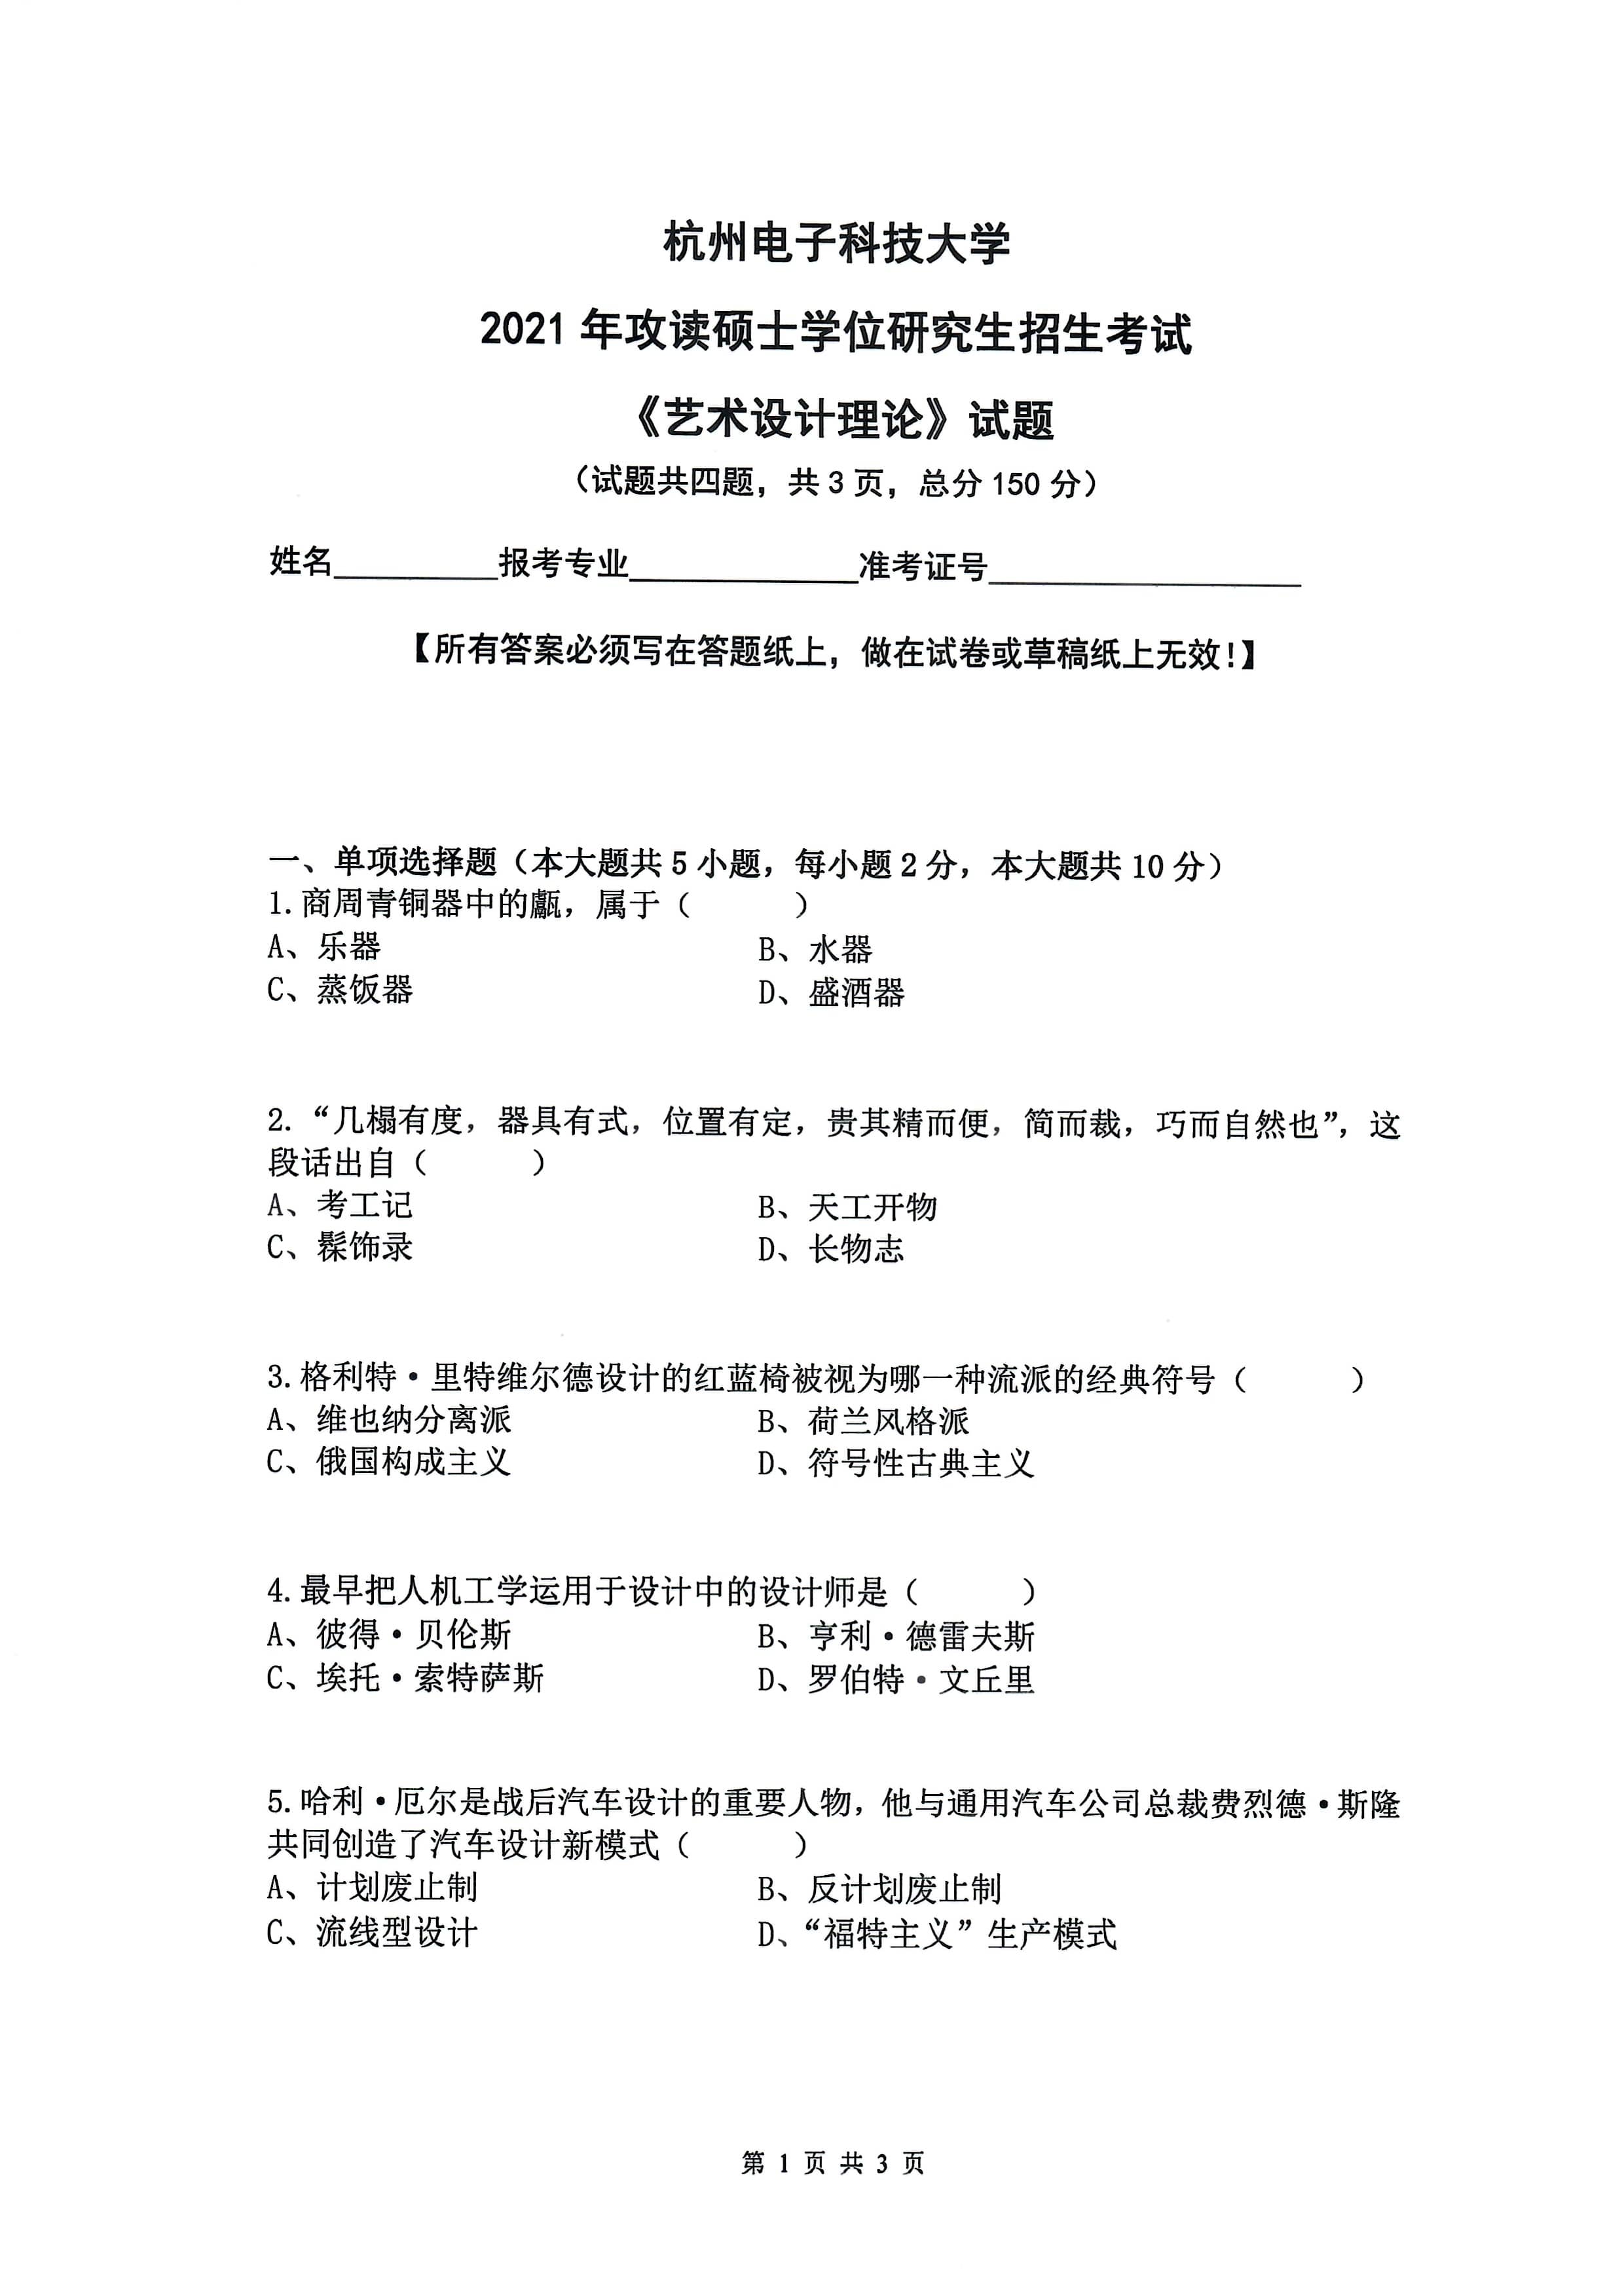 杭州电子科技大学
2021 年攻读硕士学位研究生招生考试
《艺术设计理论》试题
（试题共四题，共 3 页，总分 150 分）
姓名__________报考专业______________准考证号___________________
【所有答案必须写在答题纸上，做在试卷或草稿纸上无效！】
一、单项选择题（本大题共 5 小题，每小题 2 分，本大题共 10 分）
1.商周青铜器中的甗，属于（　　　）
A、乐器　　B、水器
C、蒸饭器　　D、盛酒器
2.“几榻有度，器具有式，位置有定，贵其精而便，简而裁，巧而自然也”，这
段话出自（　　　）
A、考工记　　B、天工开物
C、髹饰录　　D、长物志
3.格利特·里特维尔德设计的红蓝椅被视为哪一种流派的经典符号（　　　）
A、维也纳分离派　　B、荷兰风格派
C、俄国构成主义　　D、符号性古典主义
4.最早把人机工学运用于设计中的设计师是（　　　）
A、彼得·贝伦斯　　B、亨利·德雷夫斯
C、埃托·索特萨斯　　D、罗伯特·文丘里
5.哈利·厄尔是战后汽车设计的重要人物，他与通用汽车公司总裁费烈德·斯隆
共同创造了汽车设计新模式（　　　）
A、计划废止制　　B、反计划废止制
C、流线型设计　　D、“福特主义”生产模式
第 1 页 共 3 页